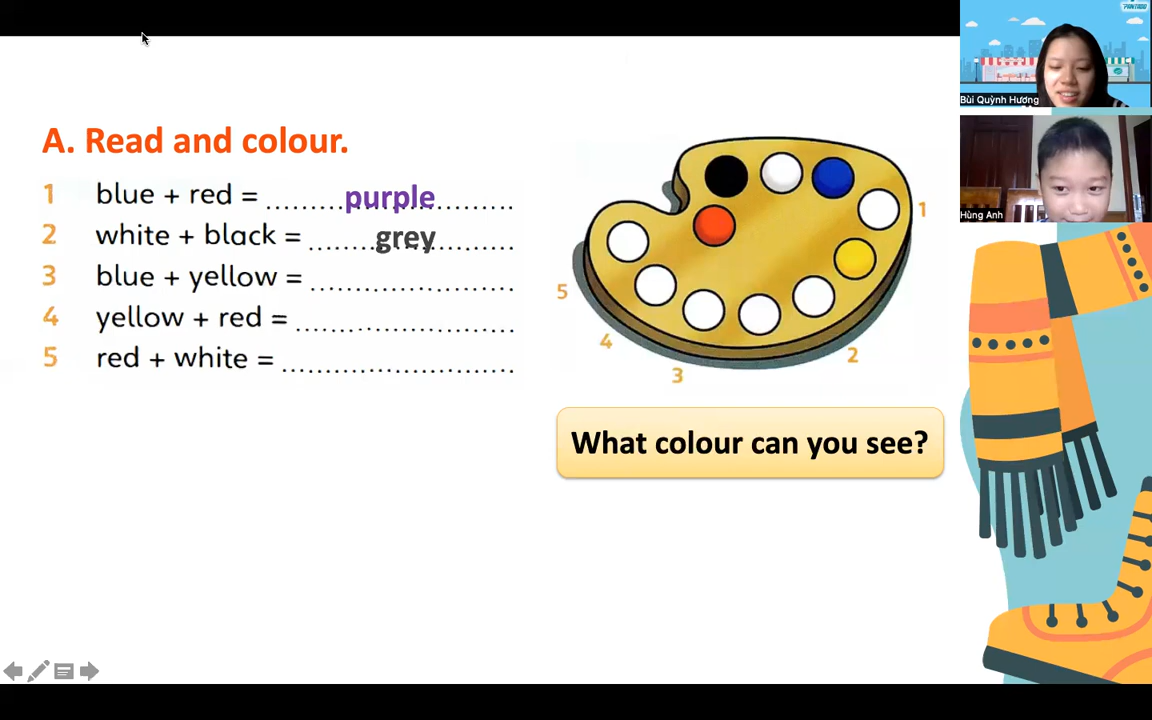 PANTADO
Bùi Quỳnh Hương
Hùng Anh
A. Read and colour.
1 blue + red = ........purple........
2 white + black = ........grey........
3 blue + yellow = ........................
4 yellow + red = ........................
5 red + white = ........................
1
5
4
2
3
What colour can you see?